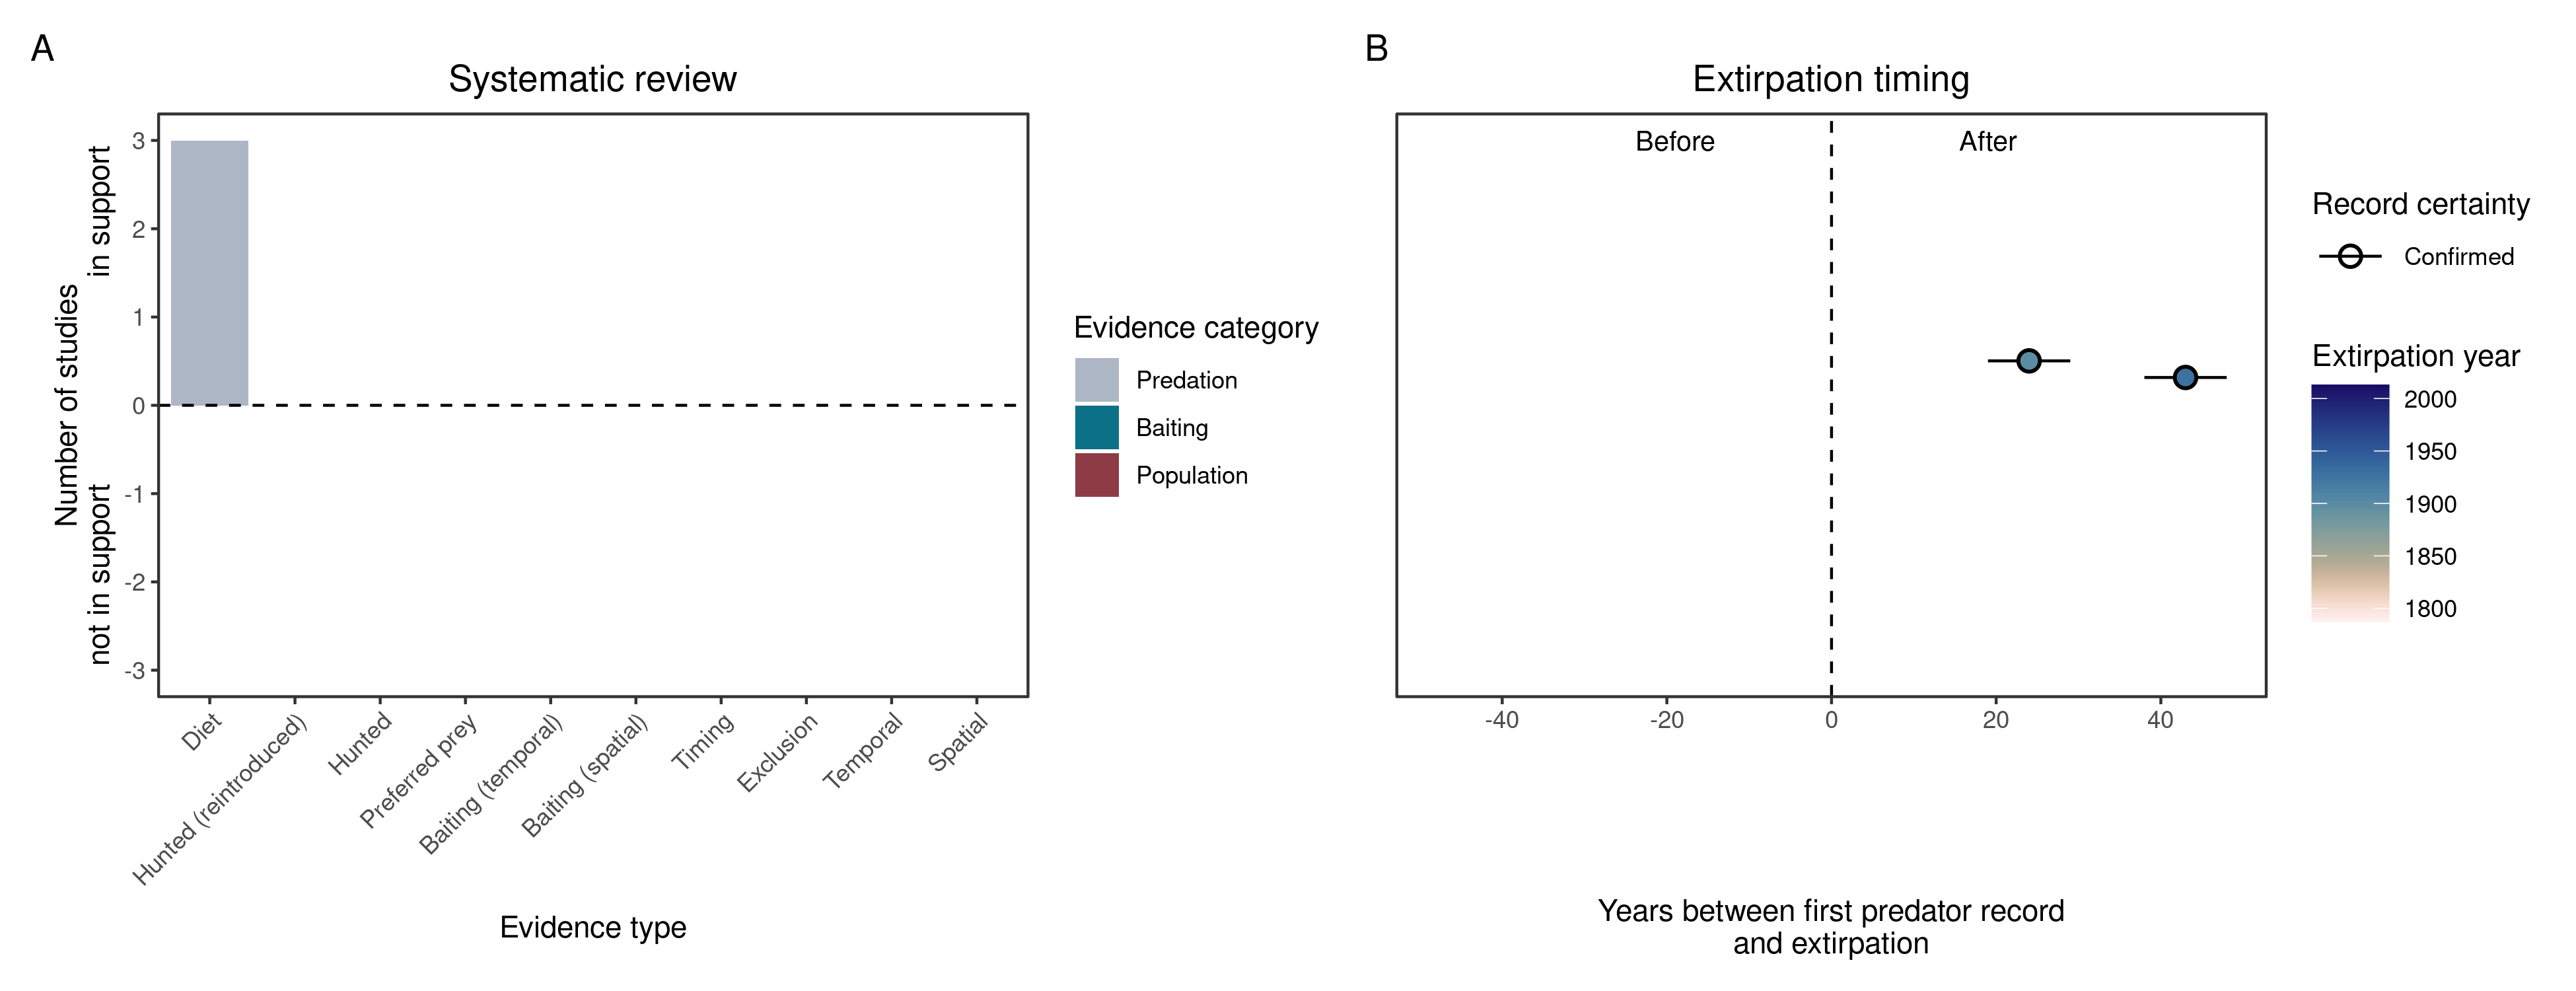 A
Systematic review
Number of studies
in support
not in support
3
2
1
0
-1
-2
-3
Diet
Hunted (reintroduced)
Hunted
Preferred prey
Baiting (temporal)
Baiting (spatial)
Timing
Exclusion
Temporal
Spatial
Evidence type
Evidence category
Predation
Baiting
Population
B
Extirpation timing
Before
After
-40
-20
0
20
40
Years between first predator record
and extirpation
Record certainty
Confirmed
Extirpation year
2000
1950
1900
1850
1800